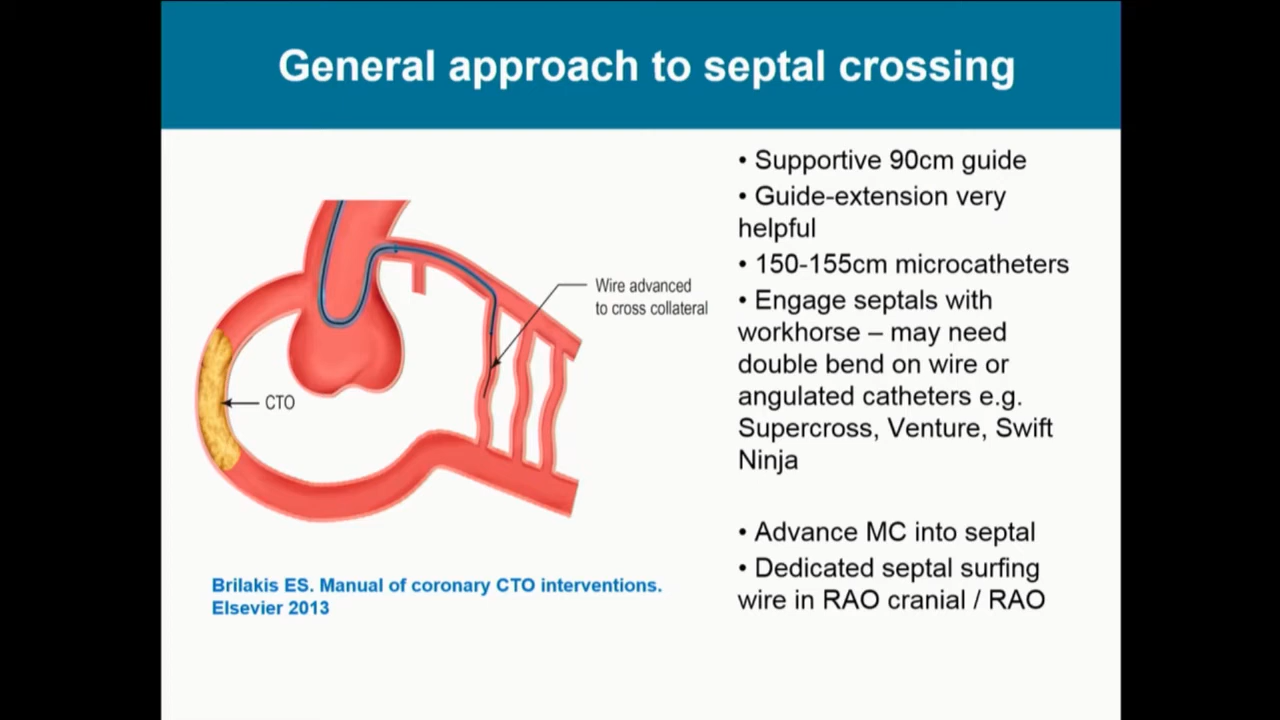 General approach to septal crossing
• Supportive 90cm guide
• Guide-extension very
helpful
• 150-155cm microcatheters
• Engage septals with
workhorse – may need
double bend on wire or
angulated catheters e.g.
Supercross, Venture, Swift
Ninja
• Advance MC into septal
• Dedicated septal surfing
wire in RAO cranial / RAO
Wire advanced
to cross collateral
CTO
Brilakis ES. Manual of coronary CTO interventions.
Elsevier 2013